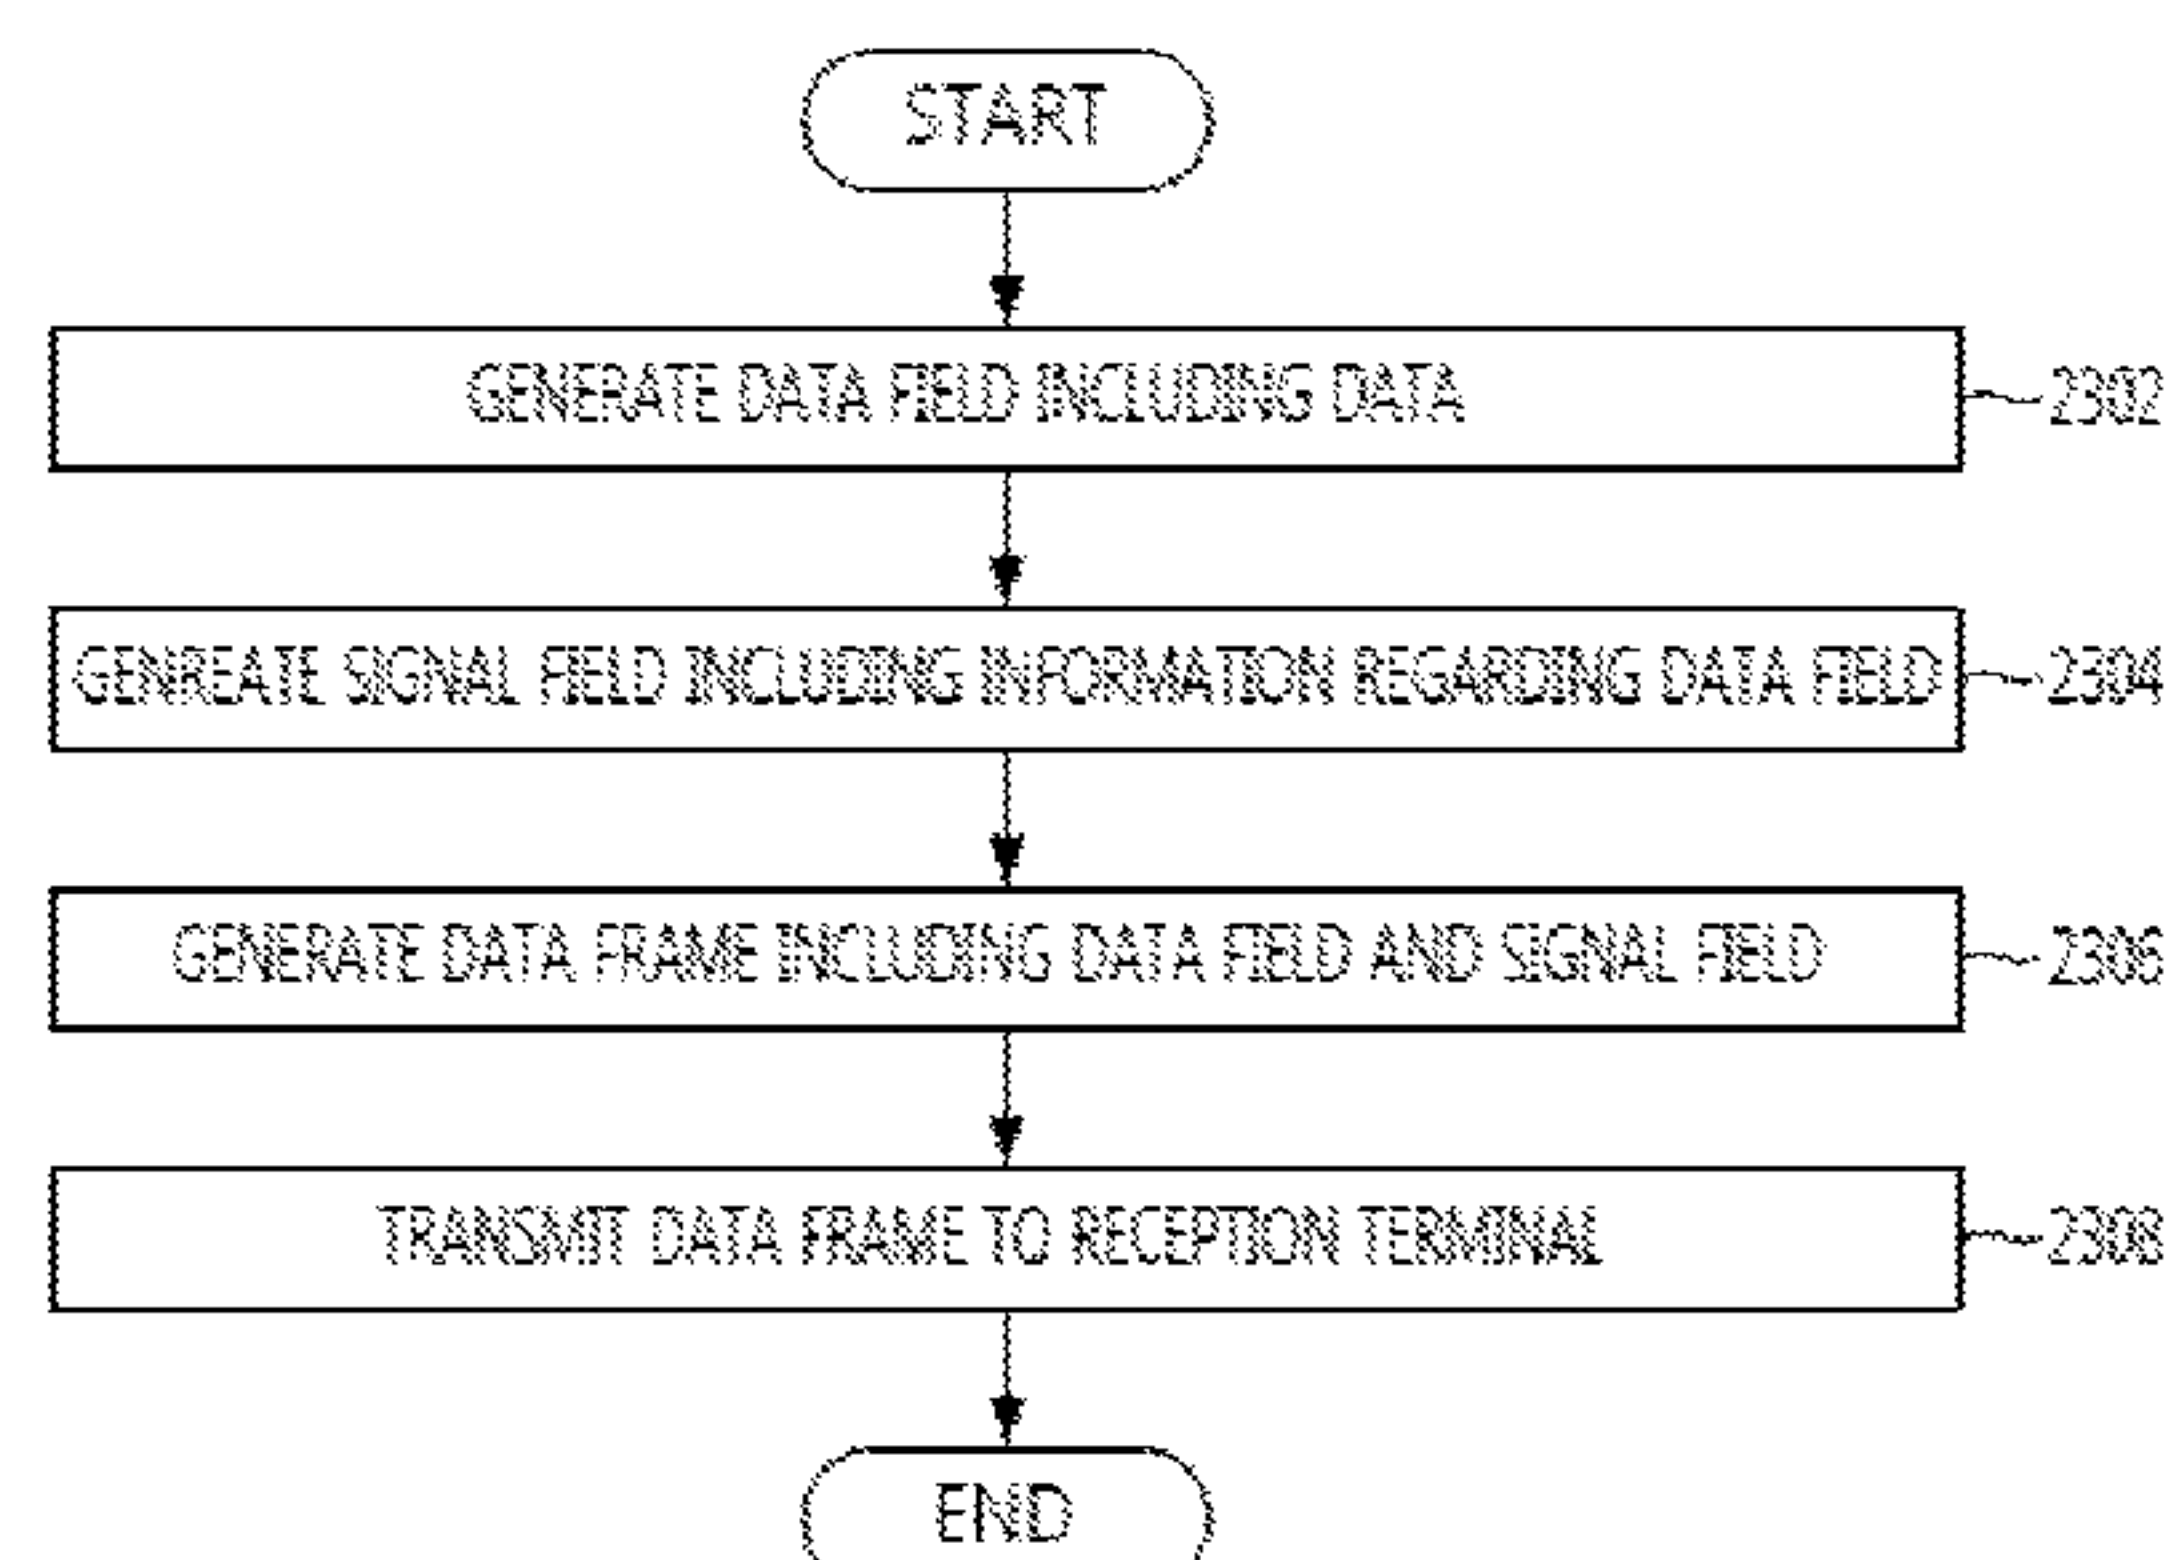 START
GENERATE DATA FIELD INCLUDING DATA
2302
GENREATE SIGNAL FIELD INCLUDING INFORMATION REGARDING DATA FIELD
2304
GENERATE DATA FRAME INCLUDING DATA FIELD AND SIGNAL FIELD
2306
TRANSMIT DATA FRAME TO RECEPTION TERMINAL
2308
END